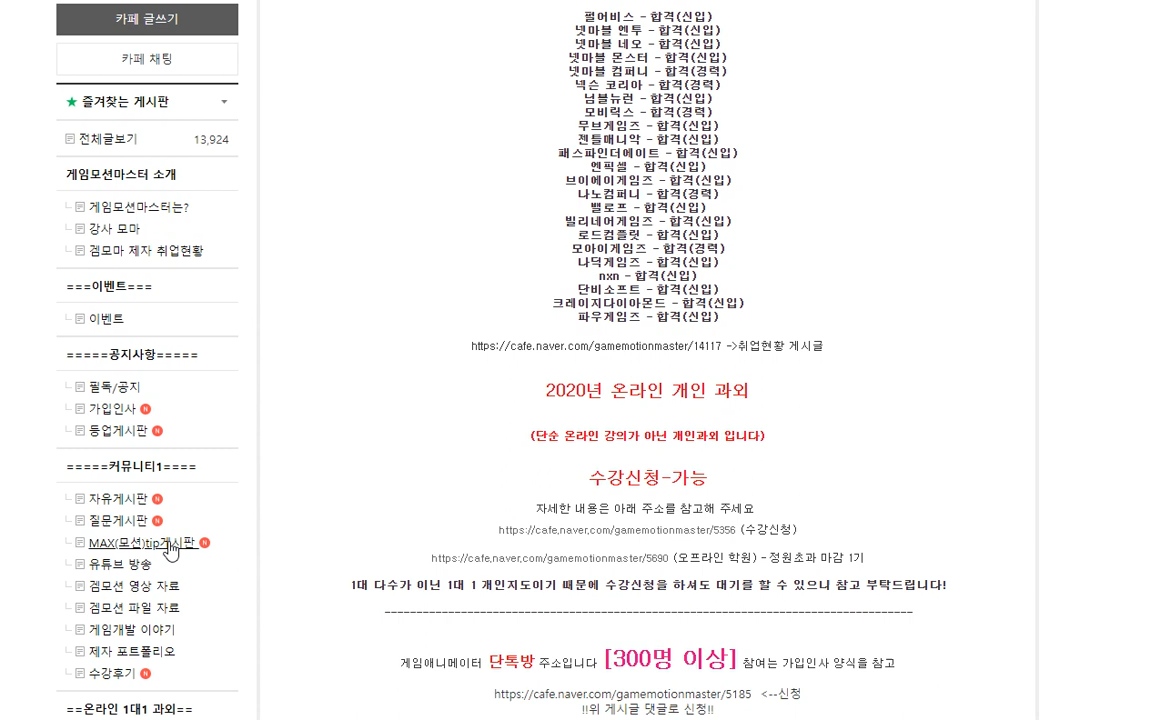 카페 글쓰기
카페 채팅
★ 즐겨찾는 게시판
전체글보기 13,924
게임모션마스터 소개
게임모션마스터는?
강사 모마
겜모마 제자 취업현황
===이벤트===
이벤트
=====공지사항=====
필독/공지
가입인사 N
등업게시판 N
=====커뮤니티1====
자유게시판 N
질문게시판 N
MAX(모션)tip게시판 N
유튜브 방송
겜모션 영상 자료
겜모션 파일 자료
게임개발 이야기
제자 포트폴리오
수강후기 N
==온라인 1대1 과외==
펄어비스 - 합격(신입)
넷마블 엔투 - 합격(신입)
넷마블 네오 - 합격(신입)
넷마블 몬스터 - 합격(신입)
넷마블 컴퍼니 - 합격(경력)
넥슨 코리아 - 합격(경력)
넘블뉴런 - 합격(신입)
모비릭스 - 합격(경력)
무브게임즈 - 합격(신입)
젠틀매니악 - 합격(신입)
패스파인더에이트 - 합격(신입)
엔픽셀 - 합격(신입)
브이에이게임즈 - 합격(신입)
나노컴퍼니 - 합격(경력)
밸로프 - 합격(신입)
빌리네어게임즈 - 합격(신입)
로드컴플릿 - 합격(신입)
모아이게임즈 - 합격(경력)
나덕게임즈 - 합격(신입)
nxn - 합격(신입)
단비소프트 - 합격(신입)
크레이지다이아몬드 - 합격(신입)
파우게임즈 - 합격(신입)
https://cafe.naver.com/gamemotionmaster/14117 ->취업현황 게시글
2020년 온라인 개인 과외
(단순 온라인 강의가 아닌 개인과외 입니다)
수강신청-가능
자세한 내용은 아래 주소를 참고해 주세요
https://cafe.naver.com/gamemotionmaster/5356 (수강신청)
https://cafe.naver.com/gamemotionmaster/5690 (오프라인 학원) - 정원초과 마감 1기
1대 다수가 이닌 1대 1 개인지도이기 때문에 수강신청을 하셔도 대기를 할 수 있으니 참고 부탁드립니다!
게임애니메이터 단톡방 주소입니다 [300명 이상] 참여는 가입인사 양식을 참고
https://cafe.naver.com/gamemotionmaster/5185 <--신청
!!위 게시글 댓글로 신청!!